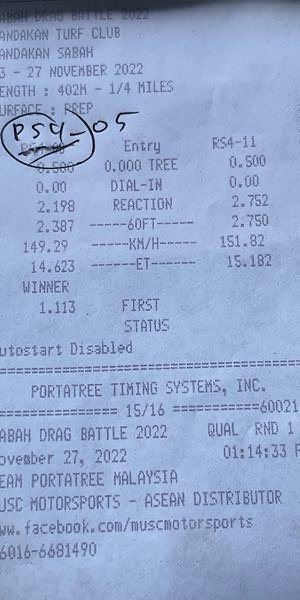 ABAH DRAG BATTLE 2022
ANDAKAN TURF CLUB
ANDAKAN SABAH
3 - 27 NOVEMBER 2022
ENGTH : 402M - 1/4 MILES
URFACE : PREP
PS4-05
Entry RS4-11
0.500 0.000 TREE 0.500
0.00 DIAL-IN 0.00
2.198 REACTION 2.752
2.387 -----60FT----- 2.750
149.29 ------KM/H----- 151.82
14.623 ------ET------ 15.182
WINNER
1.113 FIRST
STATUS
utostart Disabled
==================================
PORTATREE TIMING SYSTEMS, INC.
============= 15/16 ===========60021
ABAH DRAG BATTLE 2022 QUAL RND 1
ovember 27, 2022 01:14:33 P
EAM PORTATREE MALAYSIA
USC MOTORSPORTS - ASEAN DISTRIBUTOR
ww.facebook.com/muscmotorsports
6016-6681490